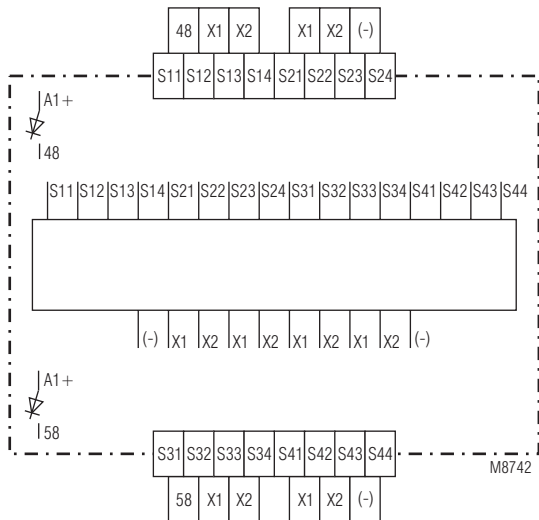 48 X1 X2 X1 X2 (-)
S11 S12 S13 S14 S21 S22 S23 S24
A1+
48
S11 S12 S13 S14 S21 S22 S23 S24 S31 S32 S33 S34 S41 S42 S43 S44
(-) X1 X2 X1 X2 X1 X2 X1 X2 (-)
A1+
58
S31 S32 S33 S34 S41 S42 S43 S44
M8742
58 X1 X2 X1 X2 (-)